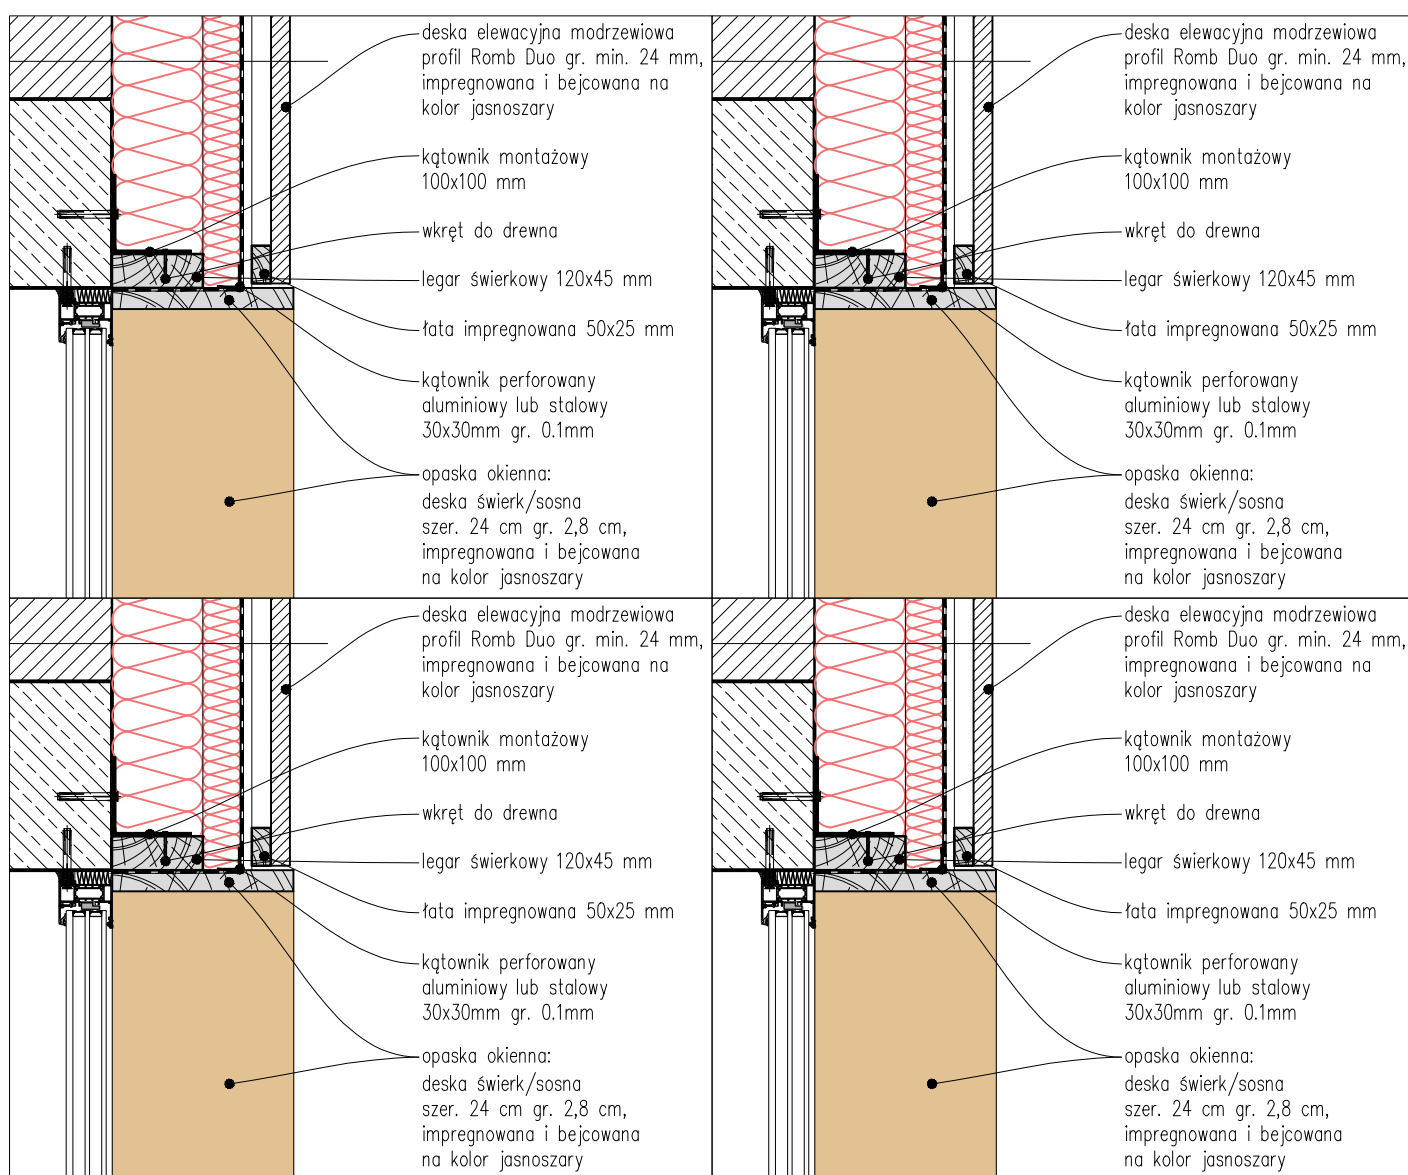 deska elewacyjna modrzewiowa
profil Romb Duo gr. min. 24 mm,
impregnowana i bejcowana na
kolor jasnoszary
kątownik montażowy
100x100 mm
wkręt do drewna
legar świerkowy 120x45 mm
łata impregnowana 50x25 mm
kątownik perforowany
aluminiowy lub stalowy
30x30mm gr. 0.1mm
opaska okienna:
deska świerk/sosna
szer. 24 cm gr. 2,8 cm,
impregnowana i bejcowana
na kolor jasnoszary
deska elewacyjna modrzewiowa
profil Romb Duo gr. min. 24 mm,
impregnowana i bejcowana na
kolor jasnoszary
kątownik montażowy
100x100 mm
wkręt do drewna
legar świerkowy 120x45 mm
łata impregnowana 50x25 mm
kątownik perforowany
aluminiowy lub stalowy
30x30mm gr. 0.1mm
opaska okienna:
deska świerk/sosna
szer. 24 cm gr. 2,8 cm,
impregnowana i bejcowana
na kolor jasnoszary
deska elewacyjna modrzewiowa
profil Romb Duo gr. min. 24 mm,
impregnowana i bejcowana na
kolor jasnoszary
kątownik montażowy
100x100 mm
wkręt do drewna
legar świerkowy 120x45 mm
łata impregnowana 50x25 mm
kątownik perforowany
aluminiowy lub stalowy
30x30mm gr. 0.1mm
opaska okienna:
deska świerk/sosna
szer. 24 cm gr. 2,8 cm,
impregnowana i bejcowana
na kolor jasnoszary
deska elewacyjna modrzewiowa
profil Romb Duo gr. min. 24 mm,
impregnowana i bejcowana na
kolor jasnoszary
kątownik montażowy
100x100 mm
wkręt do drewna
legar świerkowy 120x45 mm
łata impregnowana 50x25 mm
kątownik perforowany
aluminiowy lub stalowy
30x30mm gr. 0.1mm
opaska okienna:
deska świerk/sosna
szer. 24 cm gr. 2,8 cm,
impregnowana i bejcowana
na kolor jasnoszary